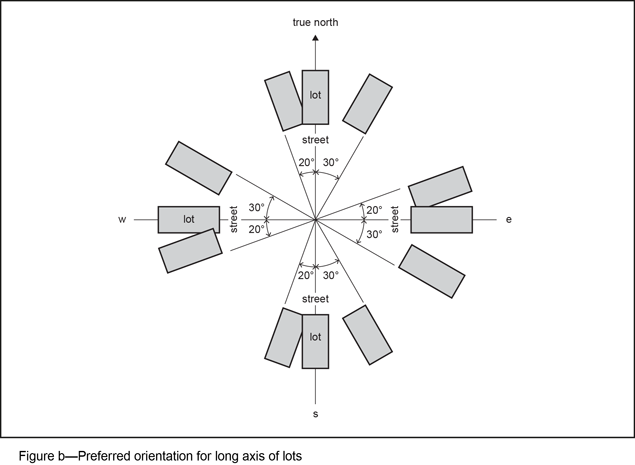 true north
lot
street
20° 30°
30°
20°
w
lot
street
20°
street
30°
e
20° 30°
street
lot
s
Figure b—Preferred orientation for long axis of lots